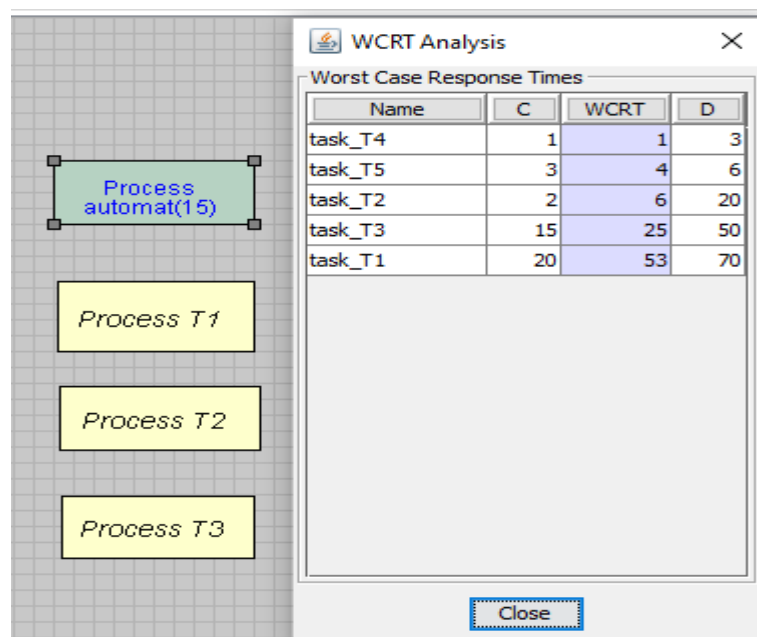 Process
automat(15)
Process T1
Process T2
Process T3
WCRT Analysis
Worst Case Response Times
Name C WCRT D
task_T4 1 1 3
task_T5 3 4 6
task_T2 2 6 20
task_T3 15 25 50
task_T1 20 53 70
Close